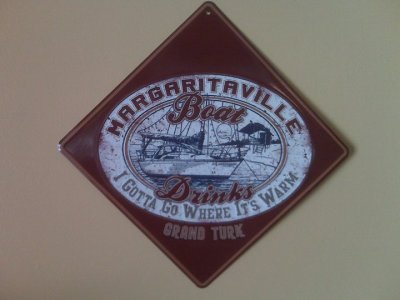 MARGARITAVILLE
Boat
Drinks
I GOTTA GO WHERE IT'S WARM
GRAND TURK